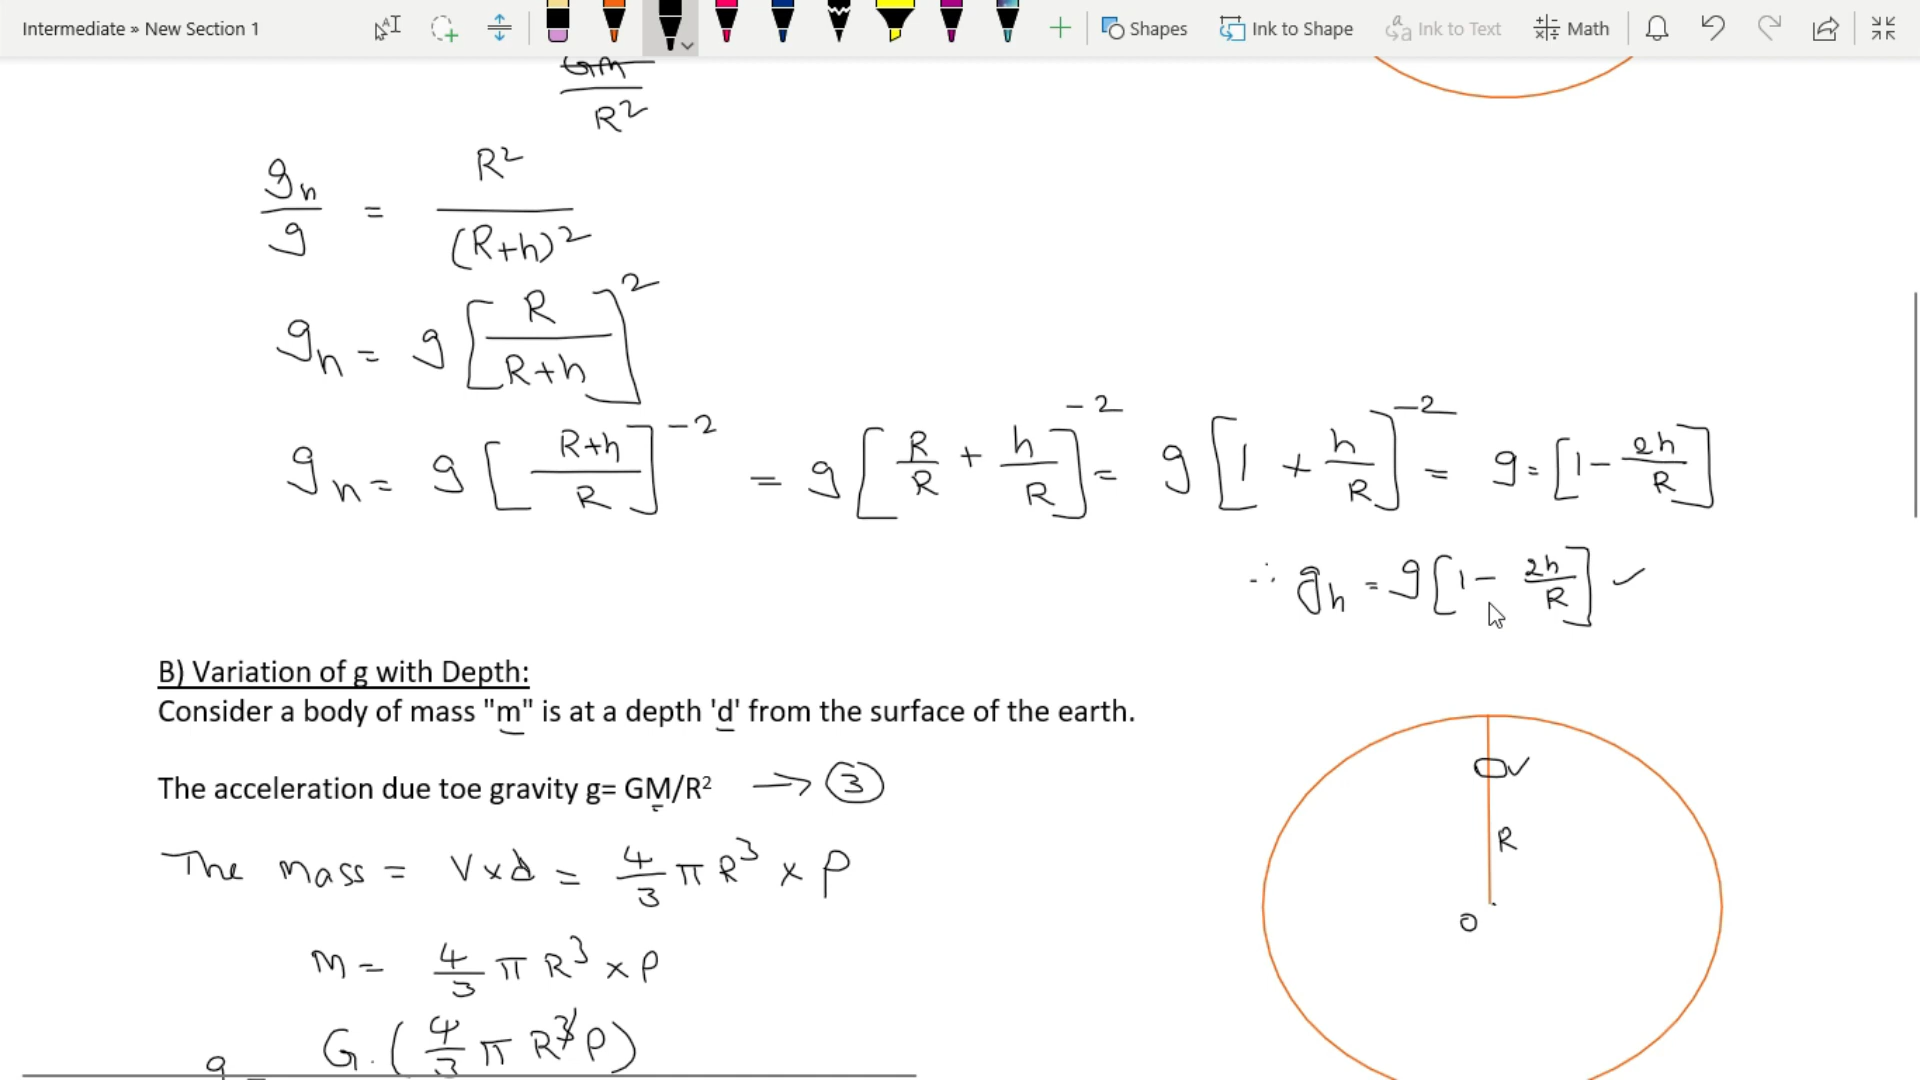 Intermediate » New Section 1
Shapes Ink to Shape Ink to Text Math
GM
R²
gₕ/g = R²/(R+h)²
gₕ = g[R/(R+h)]²
gₕ = g[(R+h)/R]⁻² = g[R/R + h/R]⁻² = g[1 + h/R]⁻² = g=[1 - 2h/R]
∴ gₕ = g[1 - 2h/R] ✓
B) Variation of g with Depth:
Consider a body of mass "m" is at a depth 'd' from the surface of the earth.
The acceleration due toe gravity g= GM/R² → ③
The mass = V x d = 4/3 π R³ x ρ
M = 4/3 π R³ x ρ
G.(4/3 π R³ ρ)
g =
R
O